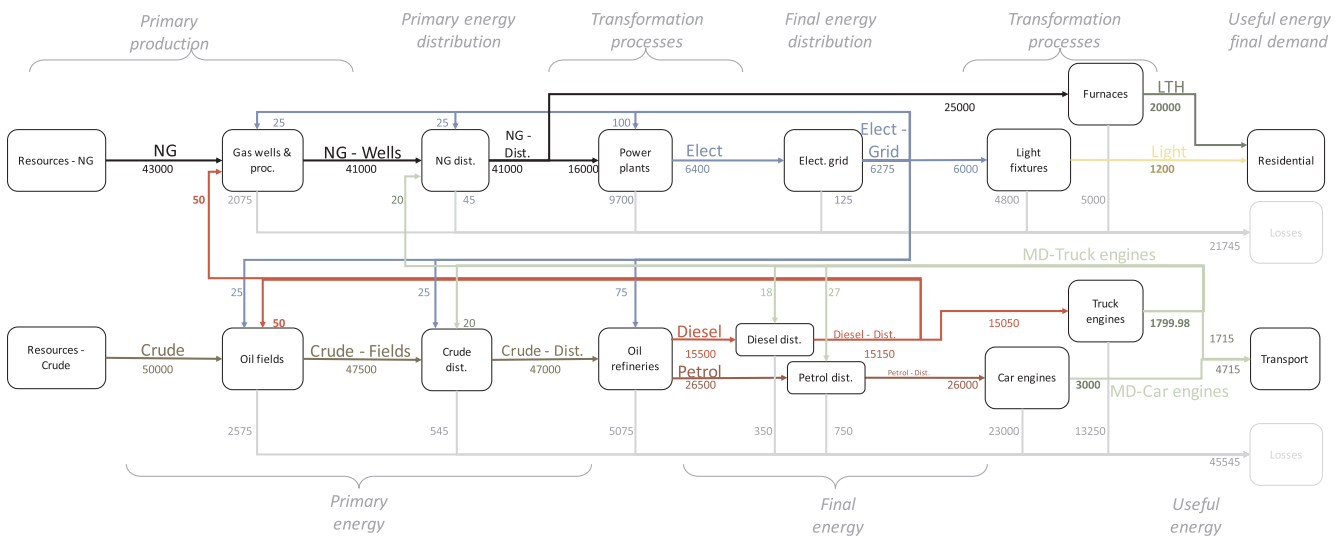 Primary
production
Primary energy
distribution
Transformation
processes
Final energy
distribution
Transformation
processes
Useful energy
final demand
Furnaces
LTH
20000
25000
25
25
100
NG -
Dist.
Elect -
Grid
Resources - NG
NG
43000
Gas wells &
proc.
NG - Wells
41000
NG dist.
41000
16000
Power
plants
Elect
6400
Elect. grid
6275
6000
Light
fixtures
Light
1200
Residential
50
2075
20
45
9700
125
4800
5000
Losses
21745
MD-Truck engines
25
25
75
18
27
50
20
Truck
engines
1799.98
15050
Resources -
Crude
Crude
50000
Oil fields
Crude - Fields
47500
Crude
dist.
Crude - Dist.
47000
Oil
refineries
Diesel
15500
Diesel dist.
Diesel - Dist.
15150
Petrol
26500
Petrol dist.
Petrol - Dist.
26000
Car engines
3000
MD-Car engines
1715
4715
Transport
2575
545
5075
350
750
23000
13250
Losses
45545
Primary
energy
Final
energy
Useful
energy